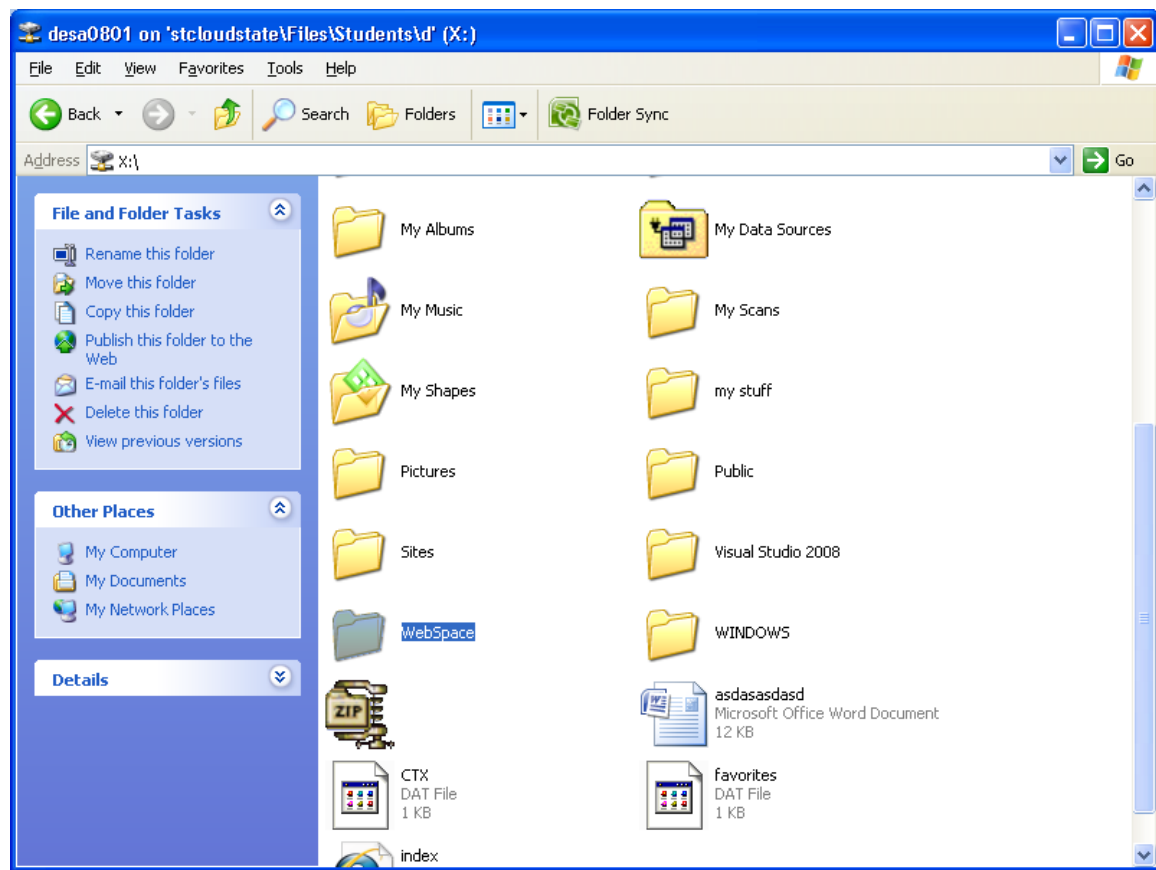 desa0801 on 'stcloudstate\Files\Students\d' (X:)
File Edit View Favorites Tools Help
Back Search Folders Folder Sync
Address X:\ Go
File and Folder Tasks
Rename this folder
Move this folder
Copy this folder
Publish this folder to the
Web
E-mail this folder's files
Delete this folder
View previous versions
Other Places
My Computer
My Documents
My Network Places
Details
My Albums My Data Sources
My Music My Scans
My Shapes my stuff
Pictures Public
Sites Visual Studio 2008
WebSpace WINDOWS
ZIP
asdasasdasd
Microsoft Office Word Document
12 KB
CTX
DAT File
1 KB
favorites
DAT File
1 KB
index